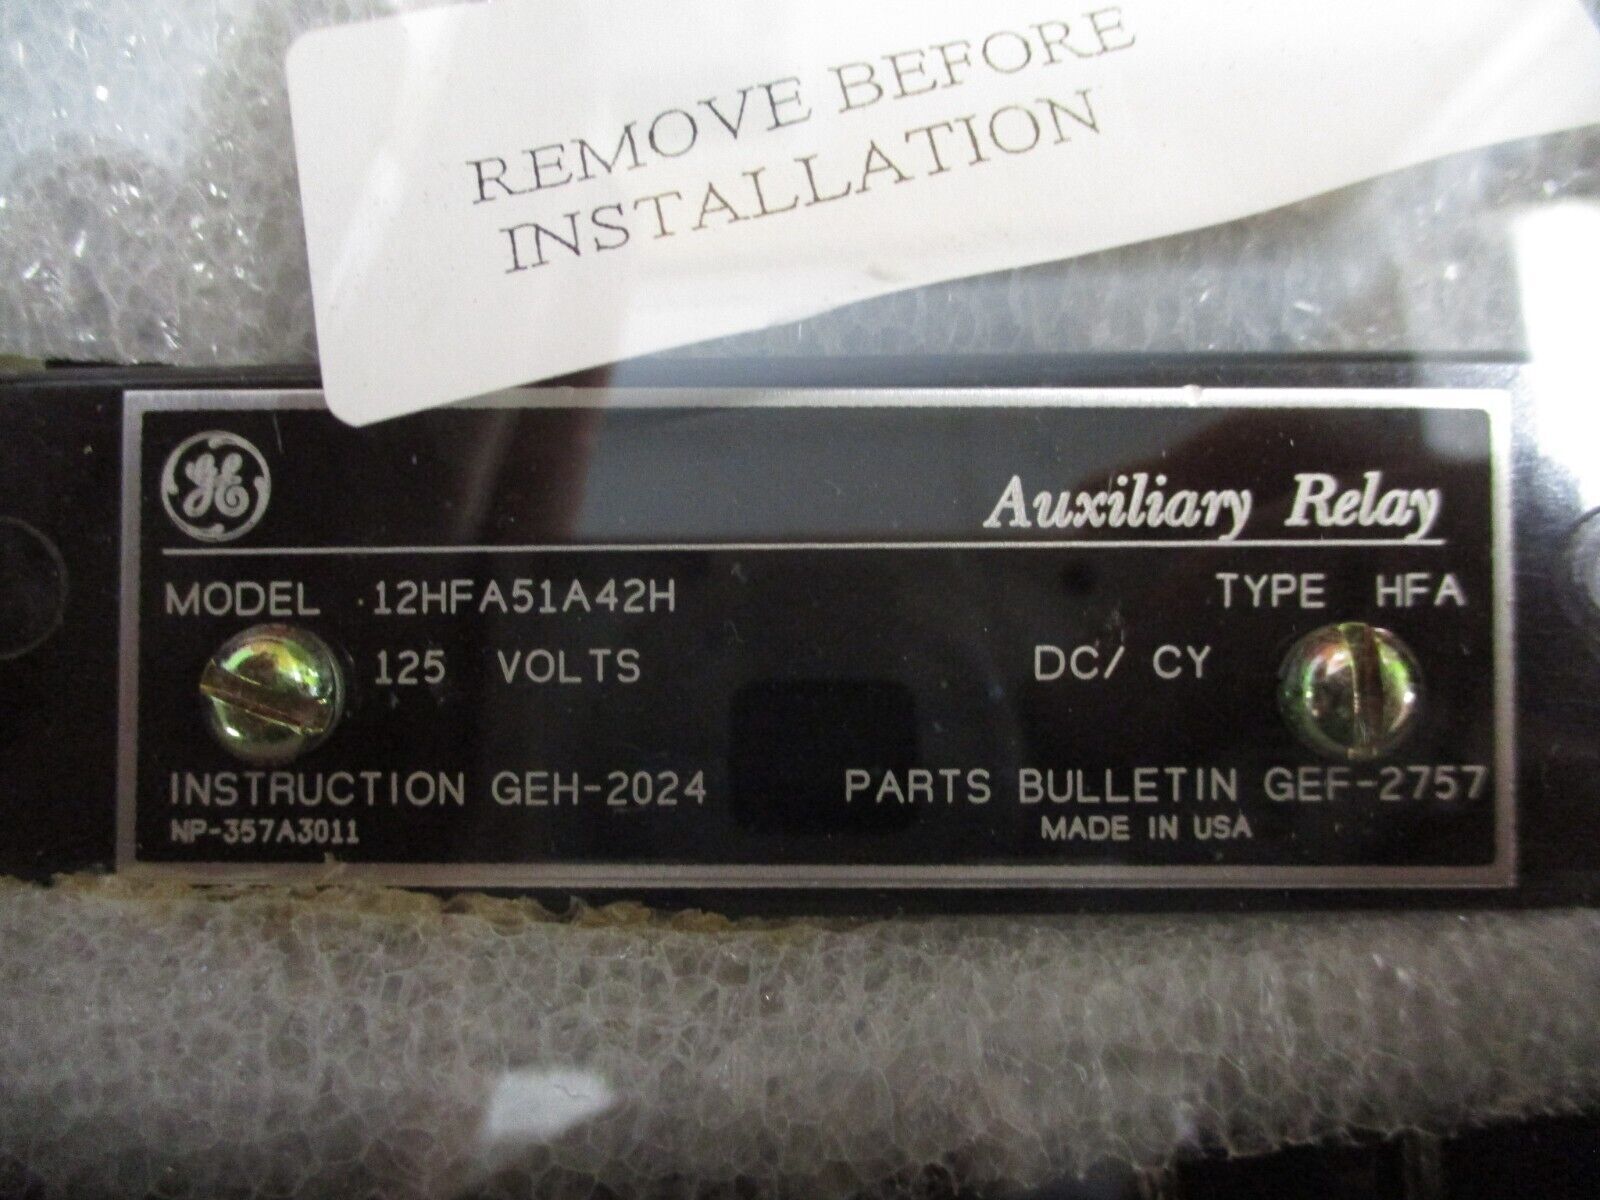 REMOVE BEFORE
INSTALLATION
GE
Auxiliary Relay
MODEL 12HFA51A42H TYPE HFA
125 VOLTS DC/ CY
INSTRUCTION GEH-2024 PARTS BULLETIN GEF-2757
NP-357A3011 MADE IN USA